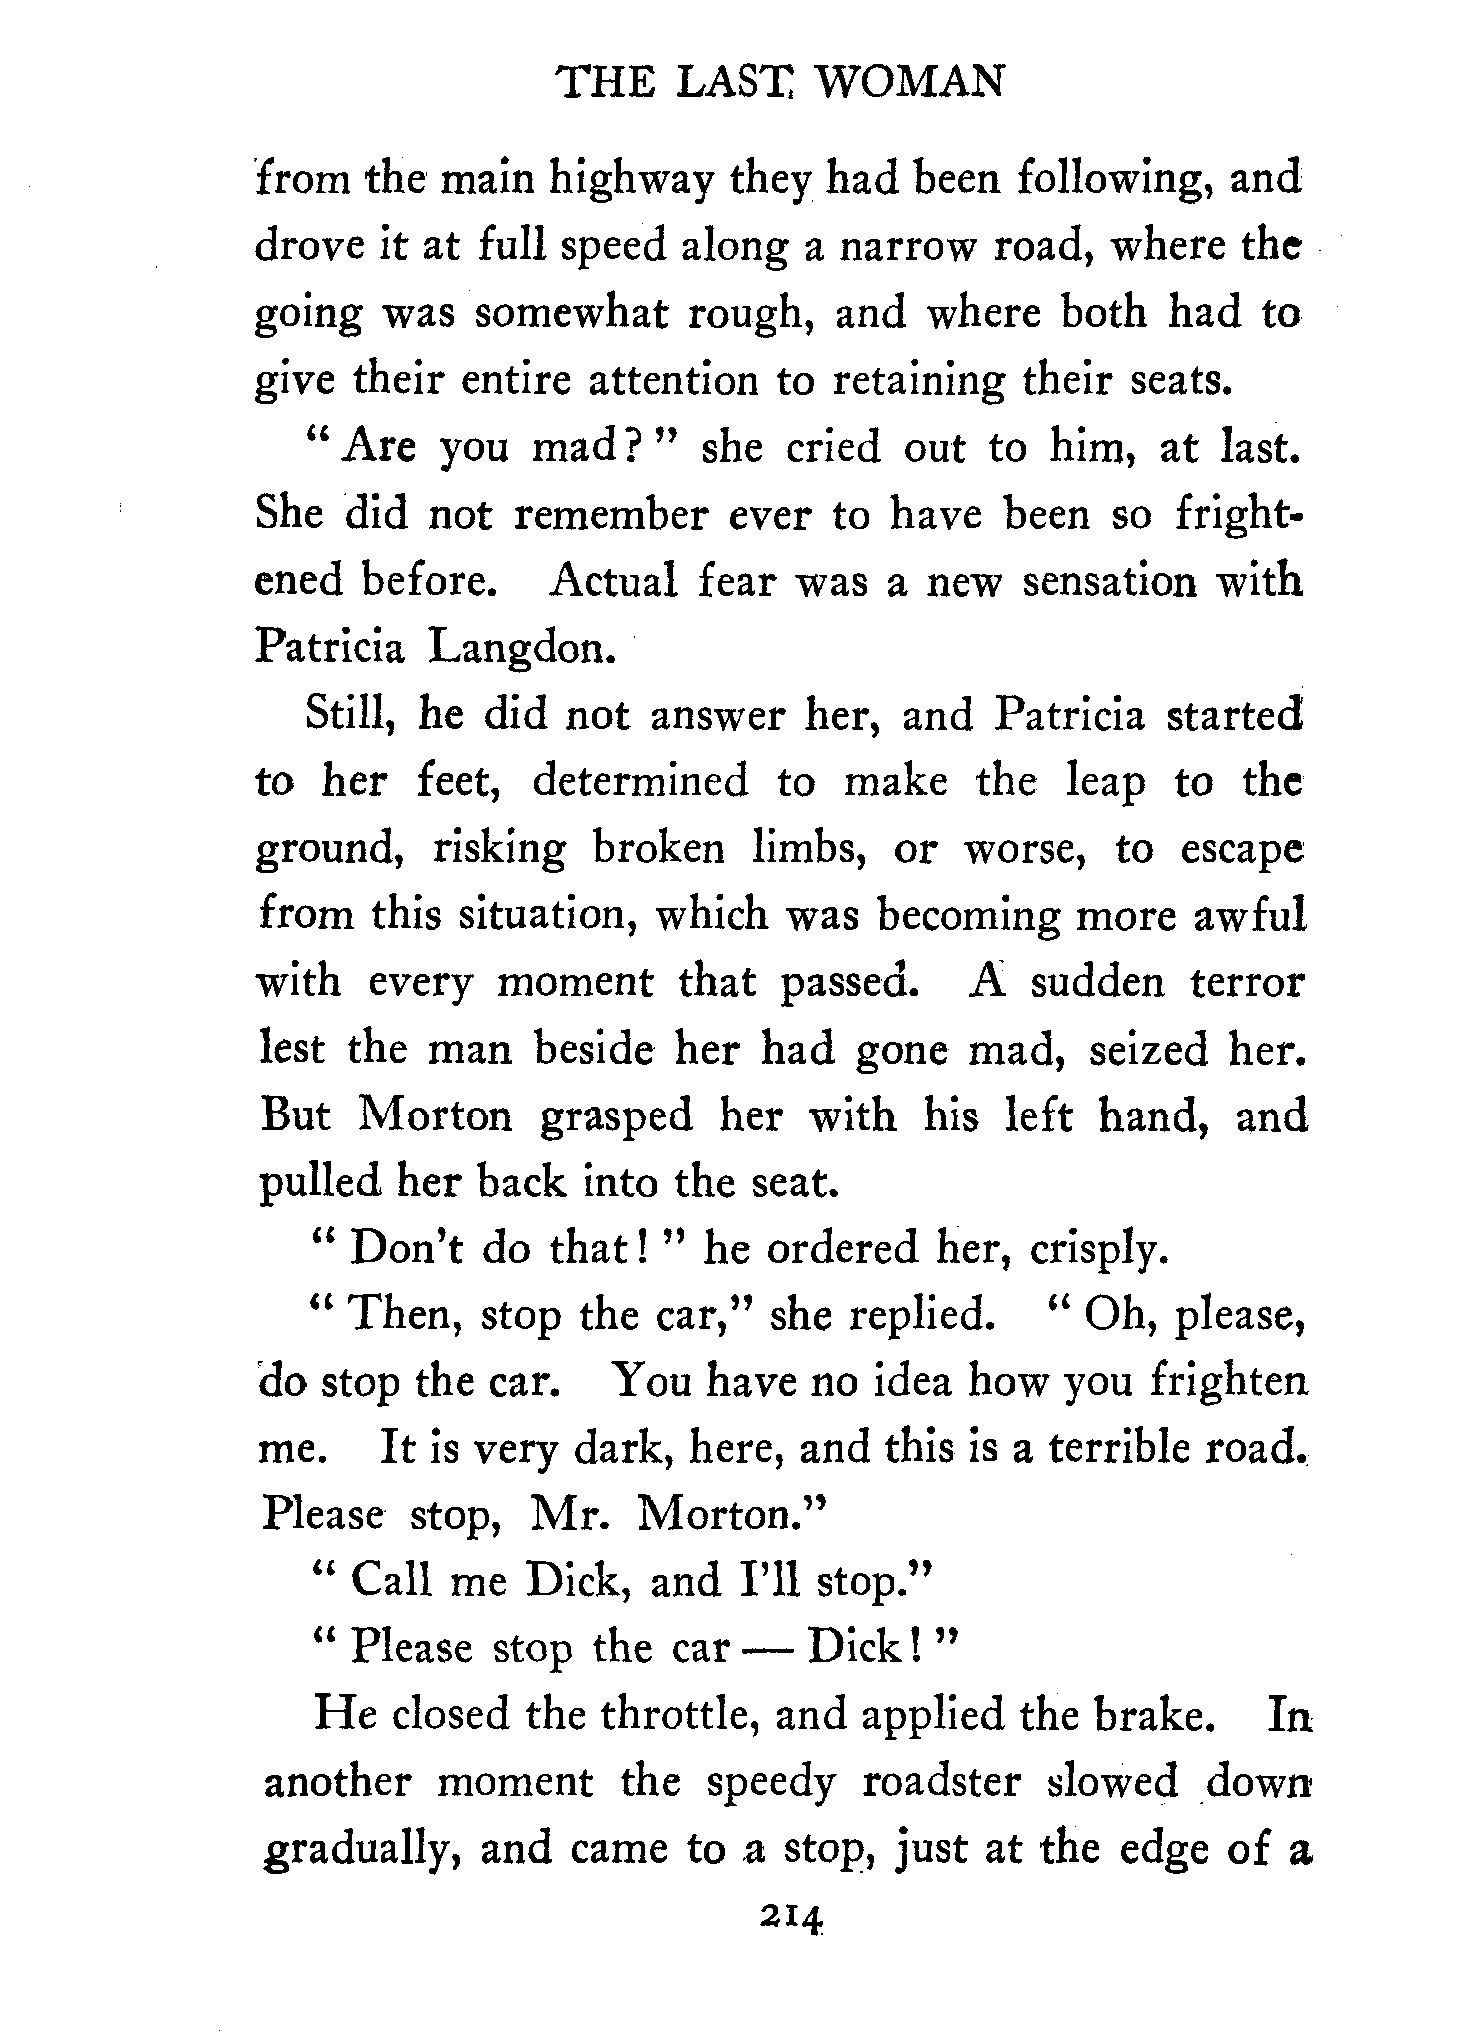 THE LAST WOMAN
from the main highway they had been following, and
drove it at full speed along a narrow road, where the
going was somewhat rough, and where both had to
give their entire attention to retaining their seats.
" Are you mad? " she cried out to him, at last.
She did not remember ever to have been so fright-
ened before. Actual fear was a new sensation with
Patricia Langdon.
Still, he did not answer her, and Patricia started
to her feet, determined to make the leap to the
ground, risking broken limbs, or worse, to escape
from this situation, which was becoming more awful
with every moment that passed. A sudden terror
lest the man beside her had gone mad, seized her.
But Morton grasped her with his left hand, and
pulled her back into the seat.
" Don't do that! " he ordered her, crisply.
" Then, stop the car," she replied. " Oh, please,
do stop the car. You have no idea how you frighten
me. It is very dark, here, and this is a terrible road.
Please stop, Mr. Morton."
" Call me Dick, and I'll stop."
" Please stop the car — Dick! "
He closed the throttle, and applied the brake. In
another moment the speedy roadster slowed down
gradually, and came to a stop, just at the edge of a
214